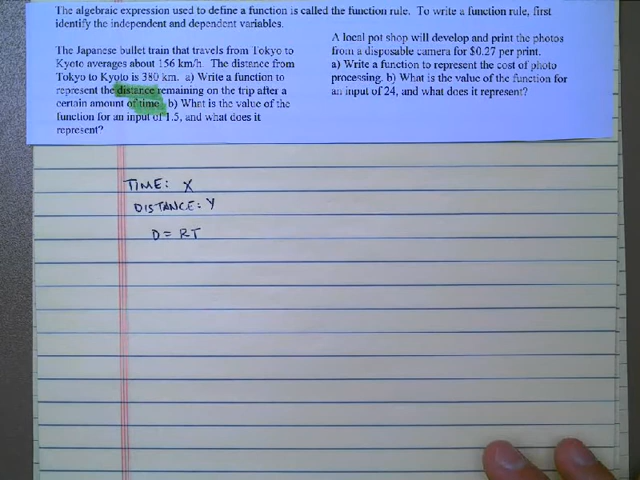 The algebraic expression used to define a function is called the function rule.  To write a function rule, first
identify the independent and dependent variables.
The Japanese bullet train that travels from Tokyo to
Kyoto averages about 156 km/h.  The distance from
Tokyo to Kyoto is 380 km.  a) Write a function to
represent the distance remaining on the trip after a
certain amount of time.  b) What is the value of the
function for an input of 1.5, and what does it
represent?
A local pot shop will develop and print the photos
from a disposable camera for $0.27 per print.
a) Write a function to represent the cost of photo
processing. b) What is the value of the function for
an input of 24, and what does it represent?
TIME: X
DISTANCE: Y
D = RT